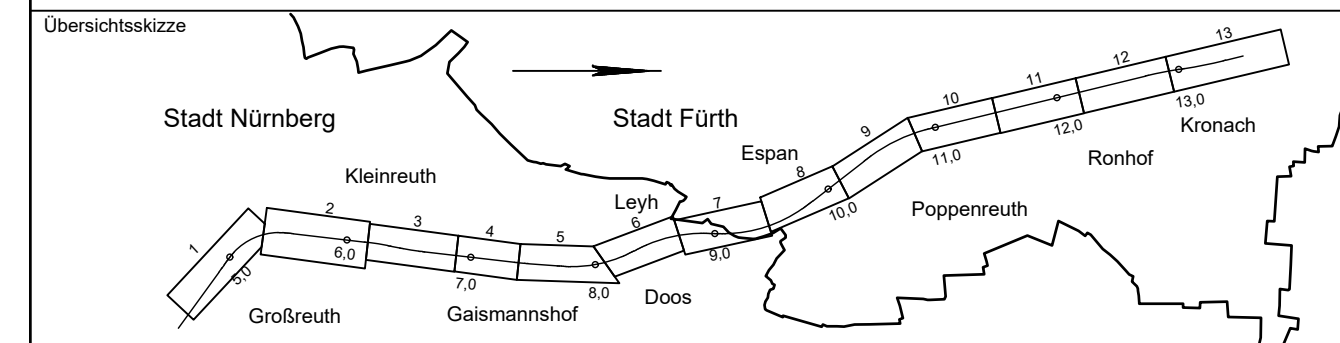 Übersichtsskizze
Stadt Nürnberg
Stadt Fürth
Kleinreuth
Leyh
Espan
Kronach
Ronhof
Poppenreuth
Großreuth
Gaismannshof
Doos
1
2
3
4
5
6
7
8
9
10
11
12
13
5,0
6,0
7,0
8,0
9,0
10,0
11,0
12,0
13,0